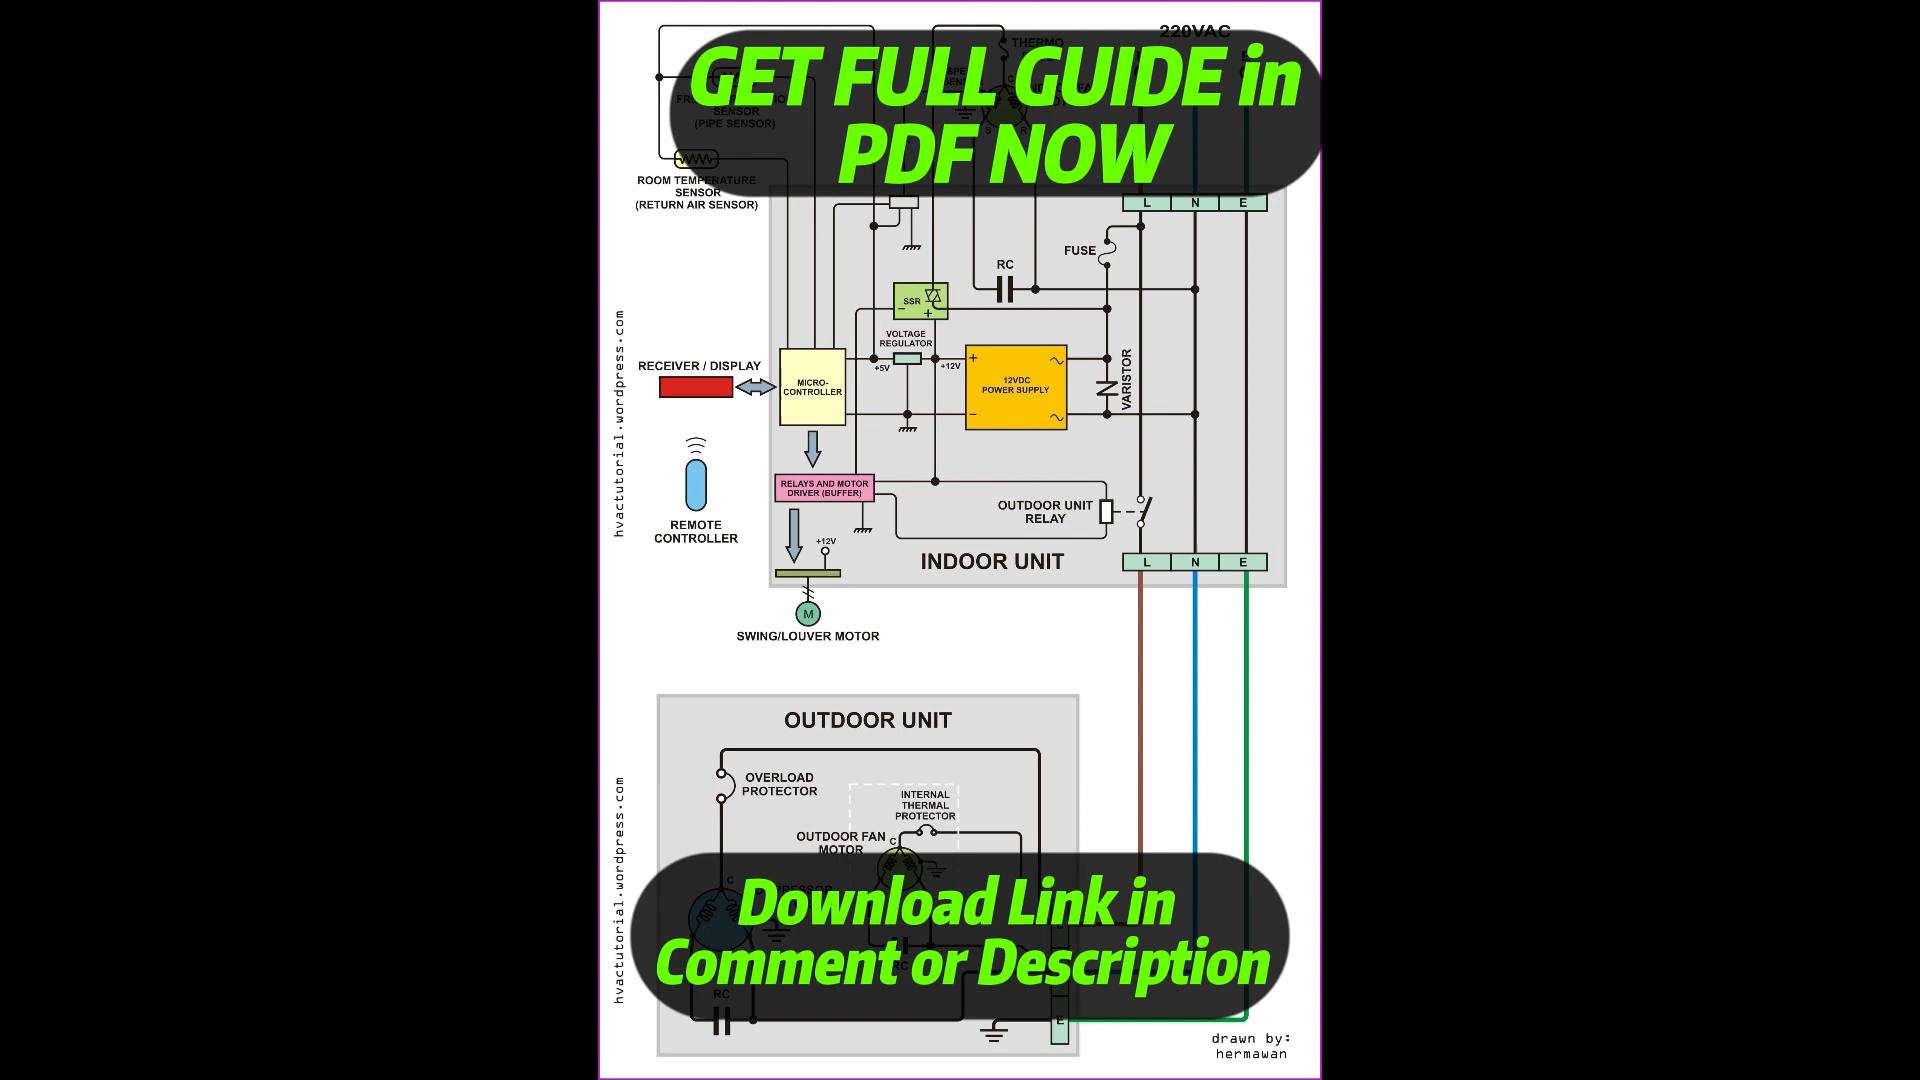 220VAC
THERMO
GET FULL GUIDE in
PDF NOW
SENSOR
(PIPE SENSOR)
S
R
C
ROOM TEMPERATURE
SENSOR
(RETURN AIR SENSOR)
L N E
FUSE
RC
SSR
VOLTAGE
REGULATOR
+5V
+12V
RECEIVER / DISPLAY
MICRO-
CONTROLLER
12VDC
POWER SUPPLY
VARISTOR
hvactutorial.wordpress.com
RELAYS AND MOTOR
DRIVER (BUFFER)
OUTDOOR UNIT
RELAY
REMOTE
CONTROLLER
+12V
INDOOR UNIT
L N E
M
SWING/LOUVER MOTOR
OUTDOOR UNIT
OVERLOAD
PROTECTOR
INTERNAL
THERMAL
PROTECTOR
OUTDOOR FAN
MOTOR
C
C
hvactutorial.wordpress.com
Download Link in
Comment or Description
RC
RC
E
drawn by:
hermawan